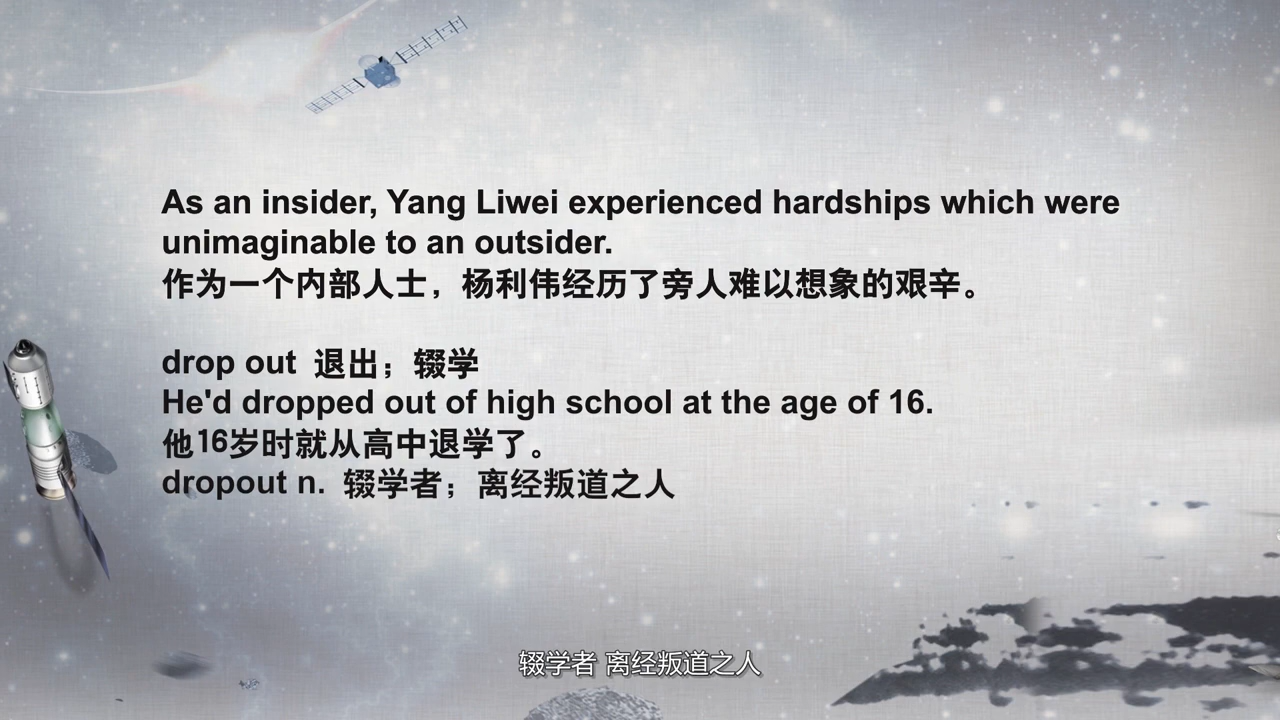 As an insider, Yang Liwei experienced hardships which were
unimaginable to an outsider.
作为一个内部人士，杨利伟经历了旁人难以想象的艰辛。
drop out 退出；辍学
He'd dropped out of high school at the age of 16.
他16岁时就从高中退学了。
dropout n. 辍学者；离经叛道之人
辍学者 离经叛道之人